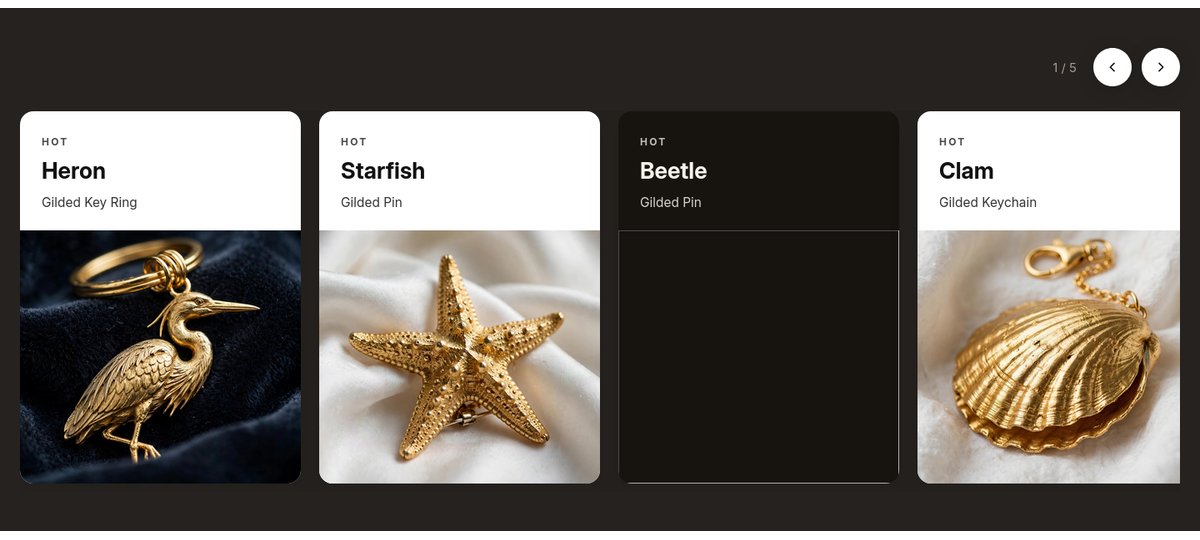 1 / 5
HOT
Heron
Gilded Key Ring
HOT
Starfish
Gilded Pin
HOT
Beetle
Gilded Pin
HOT
Clam
Gilded Keychain